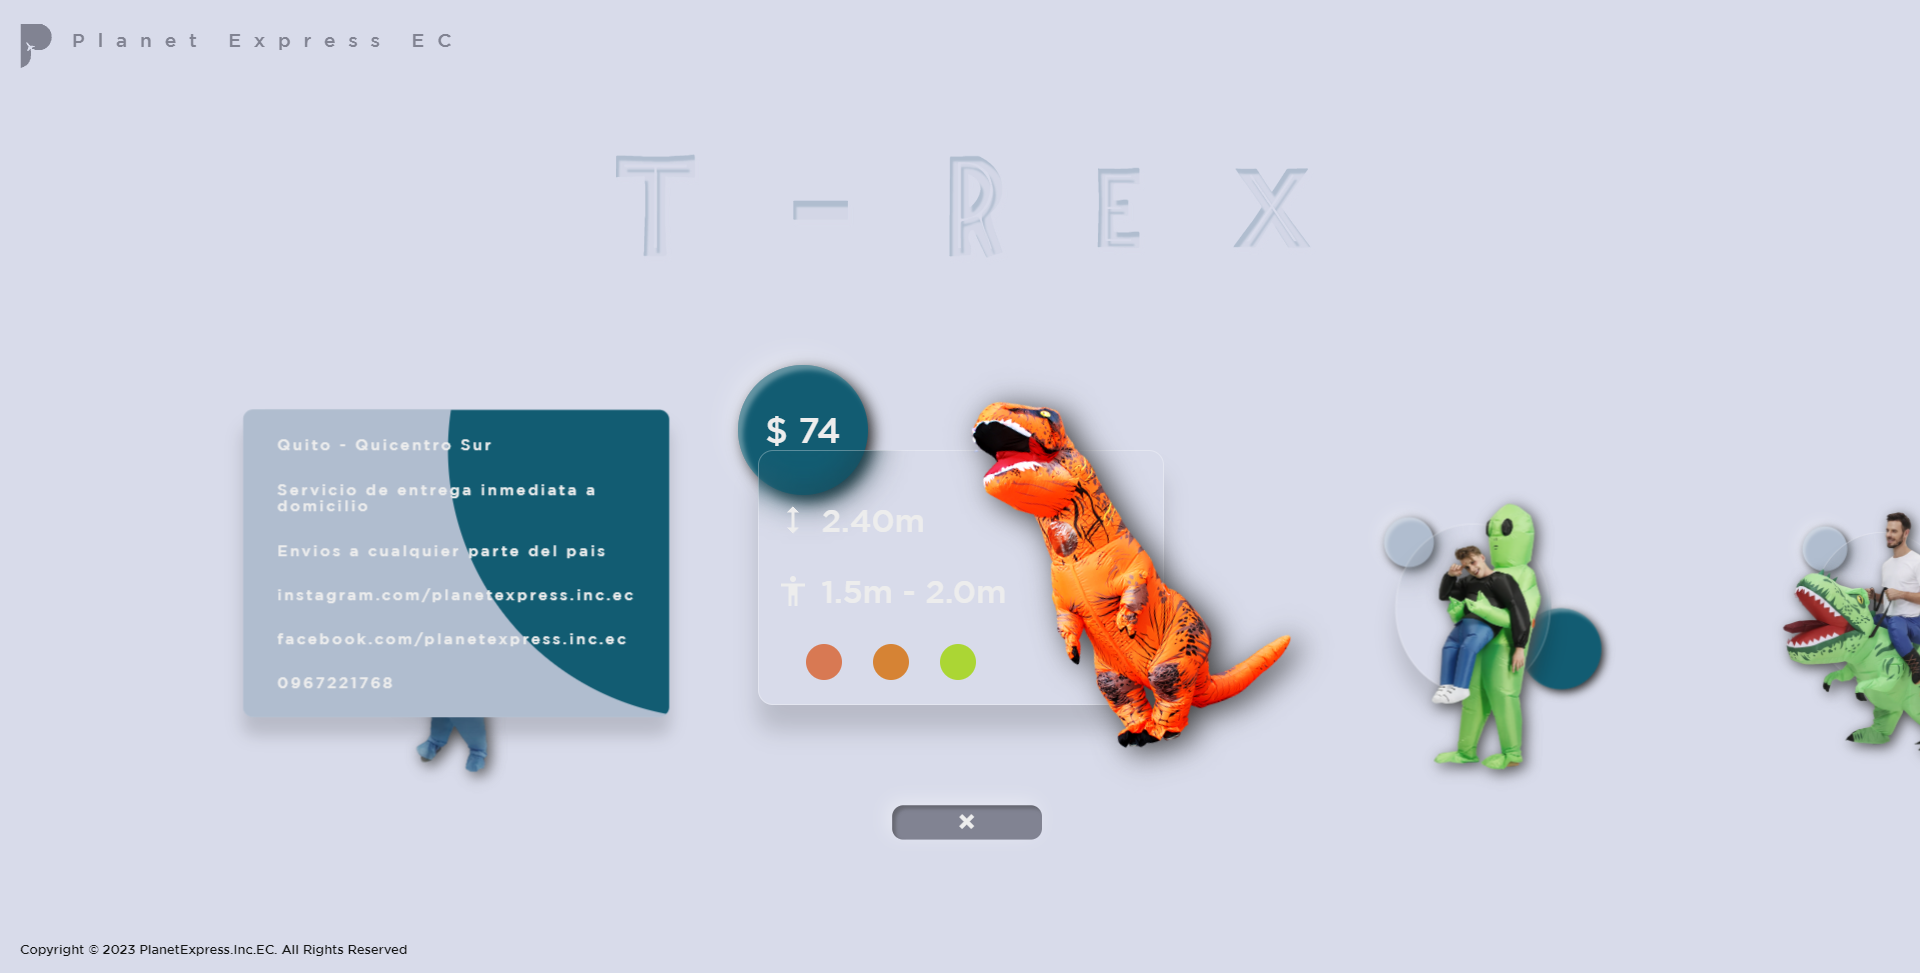 Planet Express EC
T-REX
Quito - Quicentro Sur
Servicio de entrega inmediata a
domicilio
Envios a cualquier parte del pais
instagram.com/planetexpress.inc.ec
facebook.com/planetexpress.inc.ec
0967221768
$ 74
2.40m
1.5m - 2.0m
Copyright © 2023 PlanetExpress.Inc.EC. All Rights Reserved